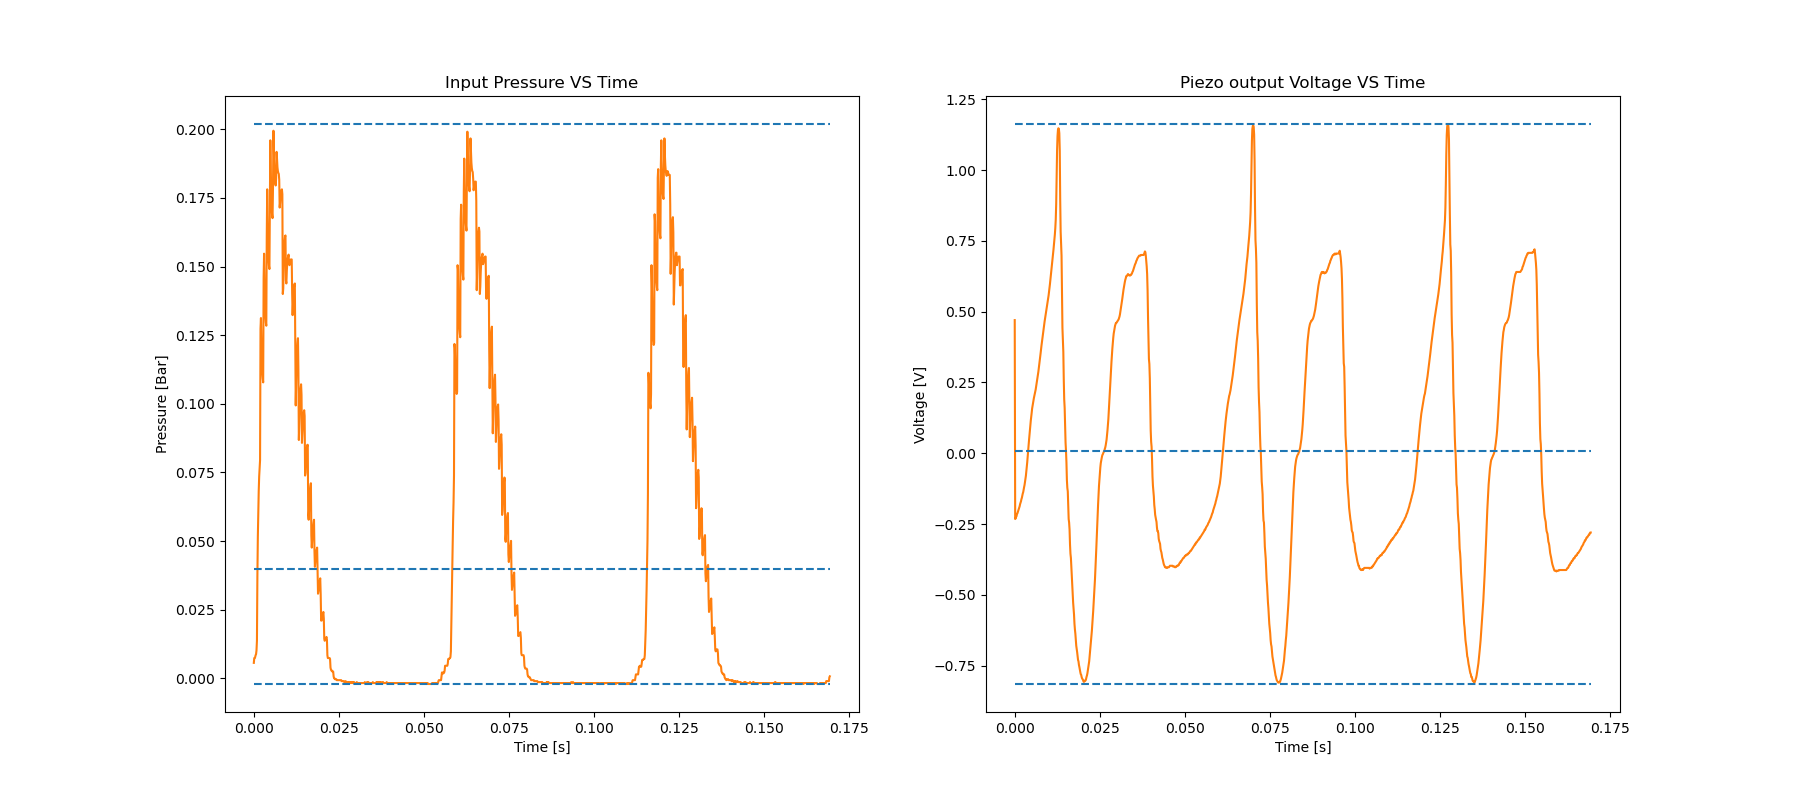 Input Pressure VS Time
Pressure [Bar]
0.200
0.175
0.150
0.125
0.100
0.075
0.050
0.025
0.000
0.000 0.025 0.050 0.075 0.100 0.125 0.150 0.175
Time [s]
Piezo output Voltage VS Time
Voltage [V]
1.25
1.00
0.75
0.50
0.25
0.00
−0.25
−0.50
−0.75
0.000 0.025 0.050 0.075 0.100 0.125 0.150 0.175
Time [s]